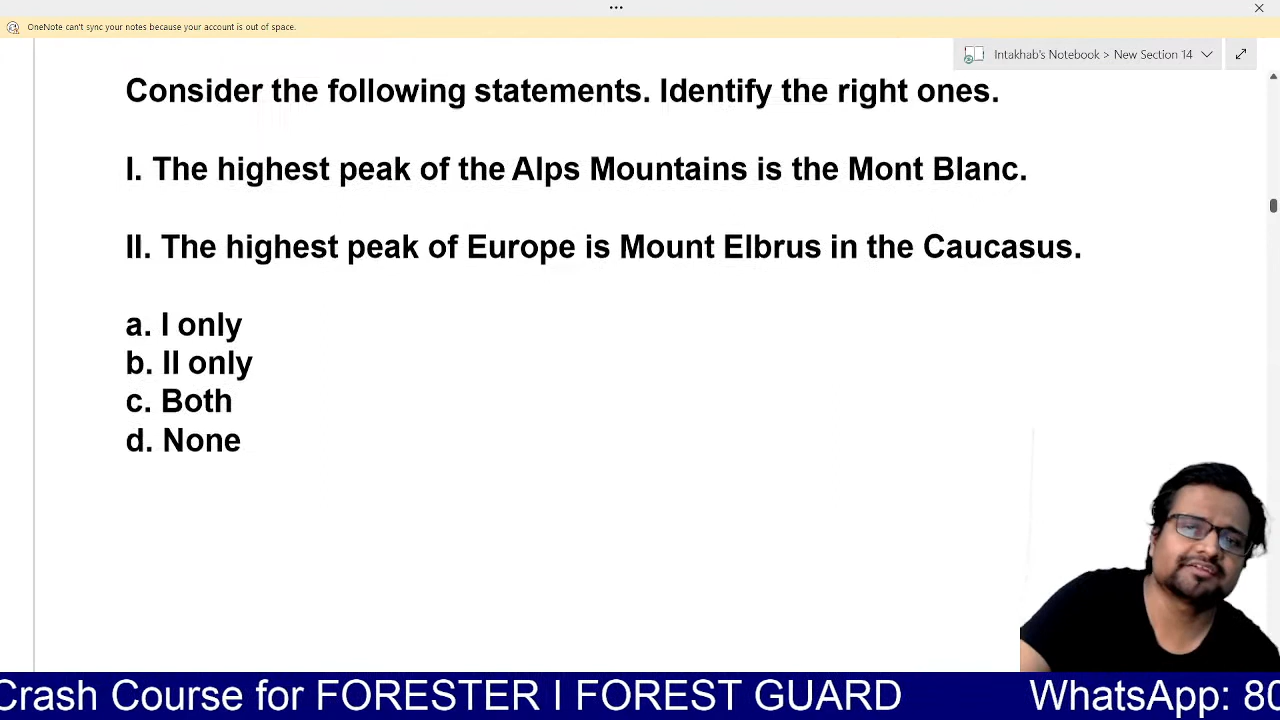 ...
OneNote can't sync your notes because your account is out of space.
Intakhab's Notebook > New Section 14
Consider the following statements. Identify the right ones.
I. The highest peak of the Alps Mountains is the Mont Blanc.
II. The highest peak of Europe is Mount Elbrus in the Caucasus.
a. I only
b. II only
c. Both
d. None
Crash Course for FORESTER I FOREST GUARD WhatsApp: 80